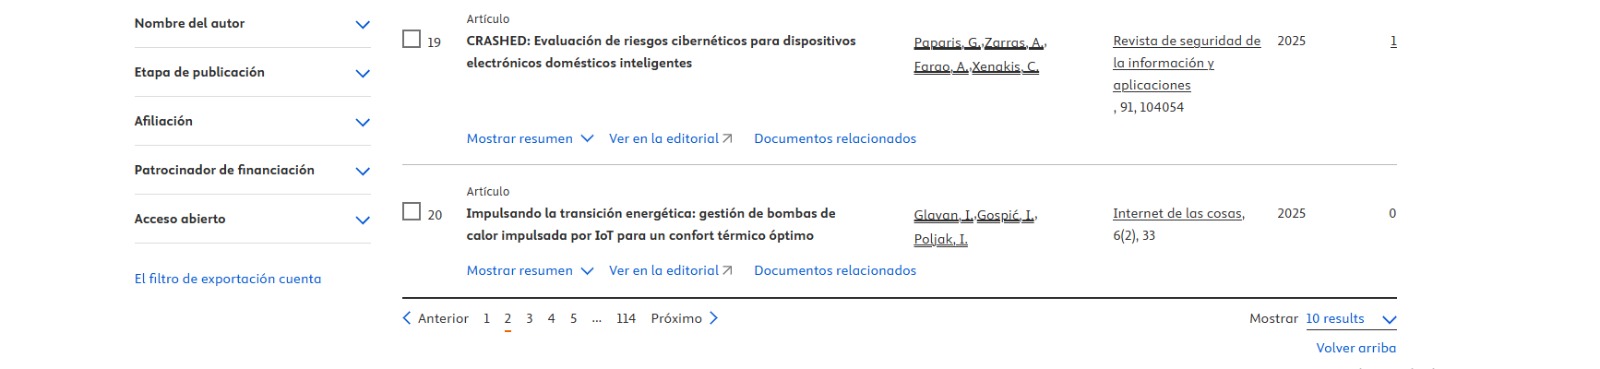 Nombre del autor
Etapa de publicación
Afiliación
Patrocinador de financiación
Acceso abierto
El filtro de exportación cuenta
Artículo
19
CRASHED: Evaluación de riesgos cibernéticos para dispositivos
electrónicos domésticos inteligentes
Paparis, G.,Zarras, A.,
Farao, A.,Xenakis, C.
Revista de seguridad de
la información y
aplicaciones
, 91, 104054
2025
1
Mostrar resumen Ver en la editorial Documentos relacionados
Artículo
20
Impulsando la transición energética: gestión de bombas de
calor impulsada por IoT para un confort térmico óptimo
Glavan, I.,Gospić, I.,
Poljak, I.
Internet de las cosas,
6(2), 33
2025
0
Mostrar resumen Ver en la editorial Documentos relacionados
Anterior 1 2 3 4 5 ... 114 Próximo
Mostrar 10 results
Volver arriba